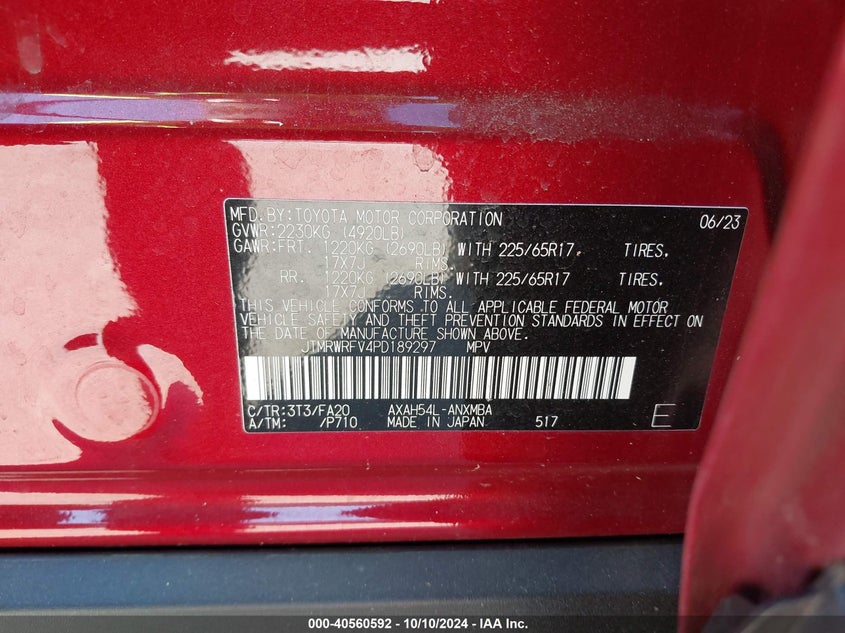 MFD.BY:TOYOTA MOTOR CORPORATION 06/23
GVWR:2230KG (4920LB)
GAWR:FRT. 1220KG (2690LB) WITH 225/65R17 TIRES,
17X7J RIMS.
RR. 1220KG (2690LB) WITH 225/65R17 TIRES,
17X7J RIMS.
THIS VEHICLE CONFORMS TO ALL APPLICABLE FEDERAL MOTOR
VEHICLE SAFETY AND THEFT PREVENTION STANDARDS IN EFFECT
ON THE DATE OF MANUFACTURE SHOWN ABOVE.
JTMRWRFV4PD189297 MPV
C/TR:3T3/FA20 AXAH54L-ANXMBA
A/TM: /P710 MADE IN JAPAN 517 E
000-40560592 - 10/10/2024 - IAA Inc.